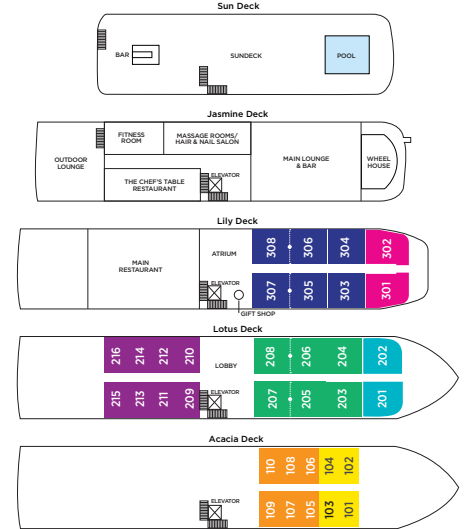 Sun Deck
BAR
SUNDECK
POOL
Jasmine Deck
FITNESS
ROOM
MASSAGE ROOMS/
HAIR & NAIL SALON
OUTDOOR
LOUNGE
MAIN LOUNGE
& BAR
WHEEL
HOUSE
THE CHEF'S TABLE
RESTAURANT
ELEVATOR
Lily Deck
308 306 304 302
MAIN
RESTAURANT
ATRIUM
ELEVATOR
307 305 303 301
GIFT SHOP
Lotus Deck
216 214 212 210
LOBBY
208 206 204 202
215 213 211 209
ELEVATOR
207 205 203 201
Acacia Deck
110 108 106 104 102
ELEVATOR
109 107 105 103 101